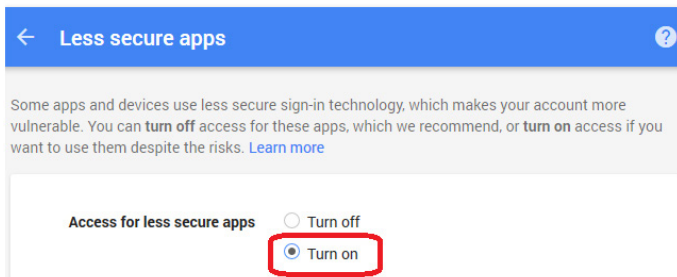 Less secure apps
Some apps and devices use less secure sign-in technology, which makes your account more
vulnerable. You can turn off access for these apps, which we recommend, or turn on access if you
want to use them despite the risks. Learn more
Access for less secure apps Turn off
Turn on